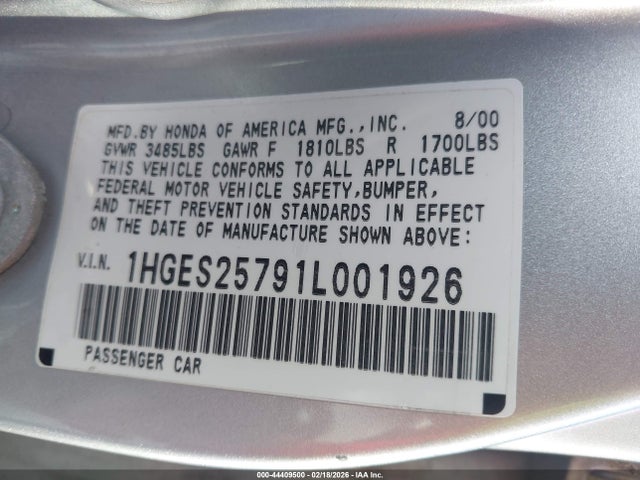 MFD.BY HONDA OF AMERICA MFG.,INC. 8/00
GVWR 3485LBS GAWR F 1810LBS R 1700LBS
THIS VEHICLE CONFORMS TO ALL APPLICABLE
FEDERAL MOTOR VEHICLE SAFETY,BUMPER,
AND THEFT PREVENTION STANDARDS IN EFFECT
ON THE DATE OF MANUFACTURE SHOWN ABOVE:
V.I.N. 1HGES25791L001926
PASSENGER CAR
000-44409500 - 02/18/2026 - IAA Inc.